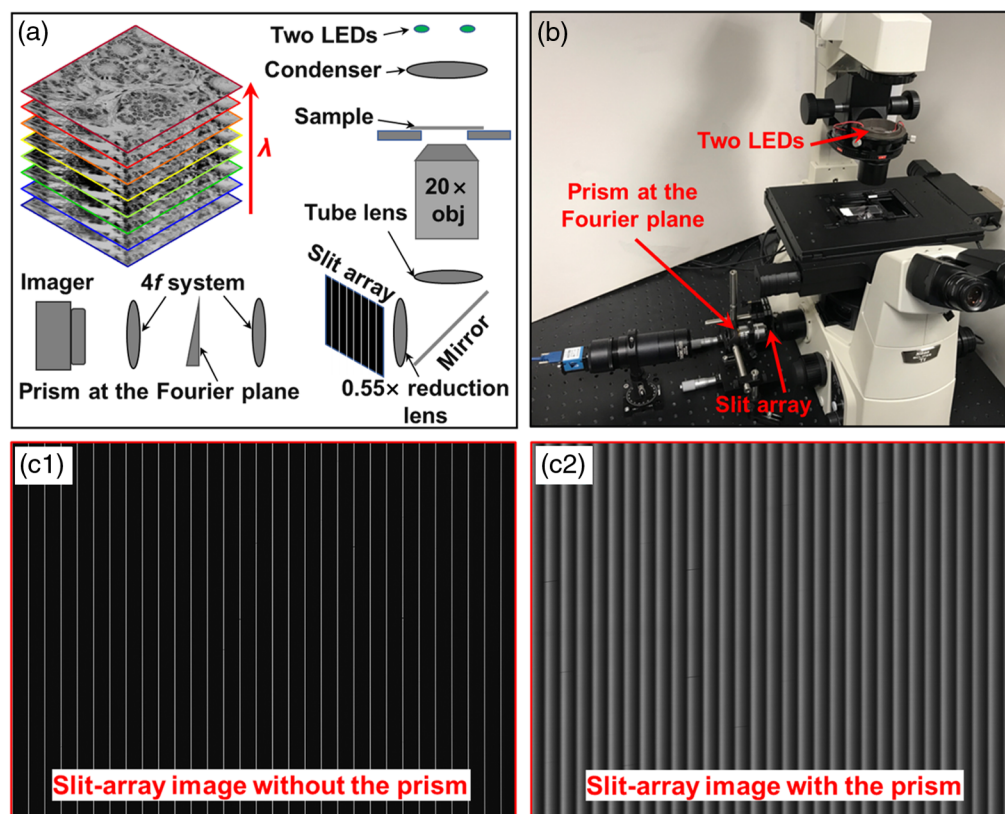 (a)
Two LEDs
Condenser
λ
Sample
20×
obj
Tube lens
Slit array
Imager
4f system
Mirror
Prism at the Fourier plane
0.55× reduction
lens
(b)
Two LEDs
Prism at the
Fourier plane
Slit array
(c1)
Slit-array image without the prism
(c2)
Slit-array image with the prism